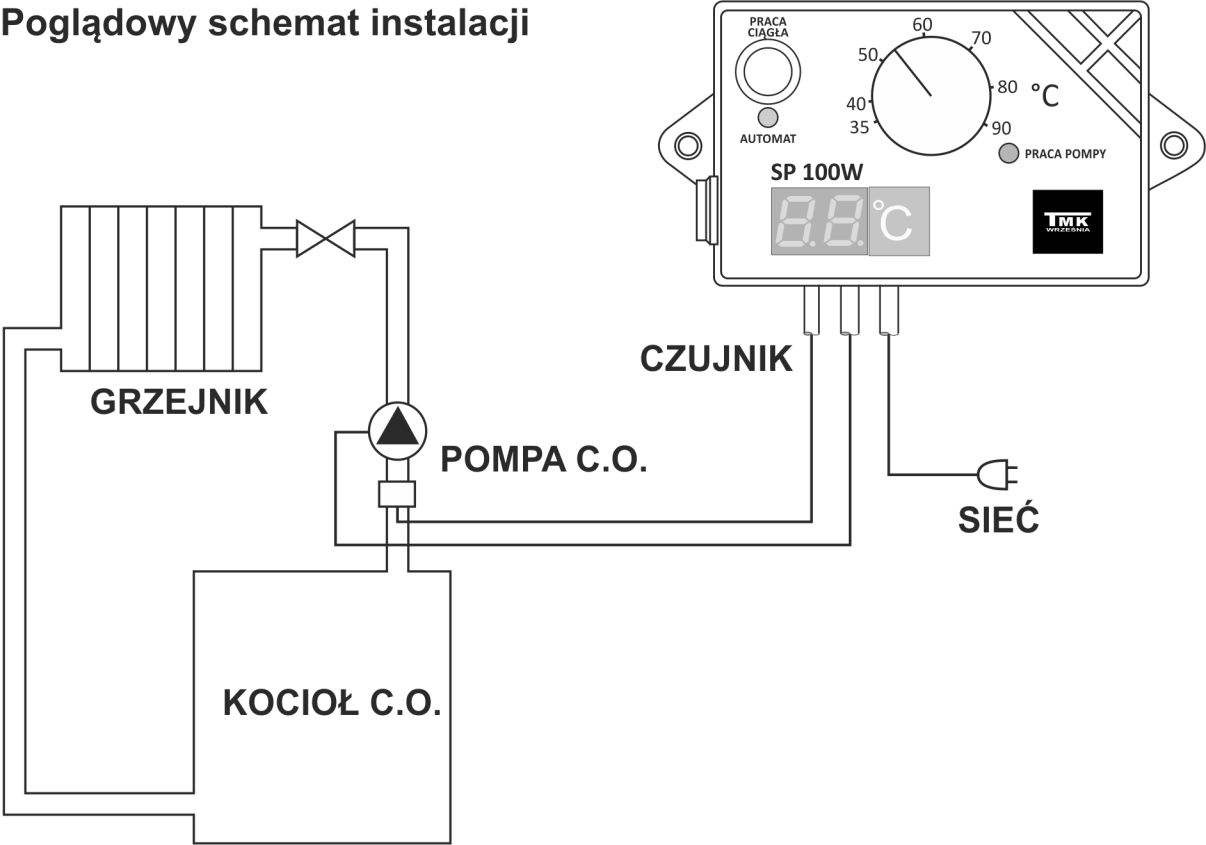 Poglądowy schemat instalacji
PRACA
CIĄGŁA
AUTOMAT
35
40
50
60
70
80
90
°C
PRACA POMPY
SP 100W
88
°C
TMK
WRZEŚNIA
CZUJNIK
GRZEJNIK
POMPA C.O.
SIEĆ
KOCIOŁ C.O.